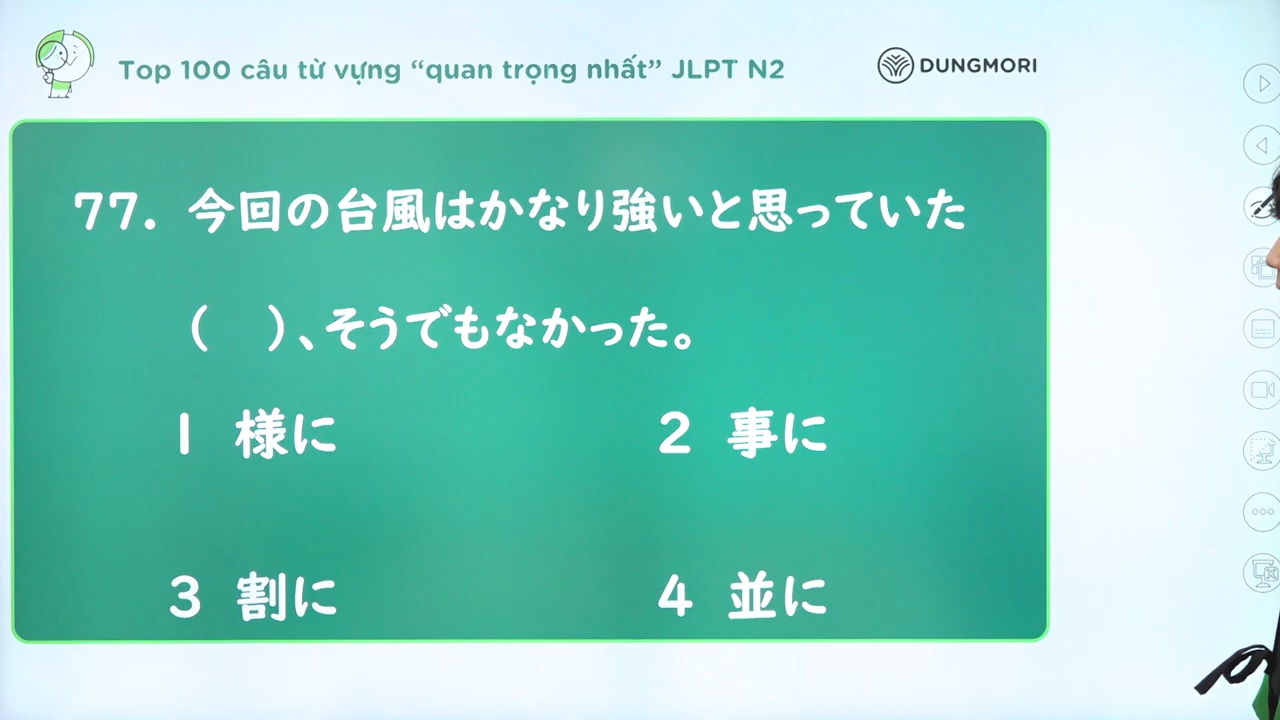 Top 100 câu từ vựng “quan trọng nhất” JLPT N2
DUNGMORI
77. 今回の台風はかなり強いと思っていた
(　)、そうでもなかった。
1 様に
2 事に
3 割に
4 並に